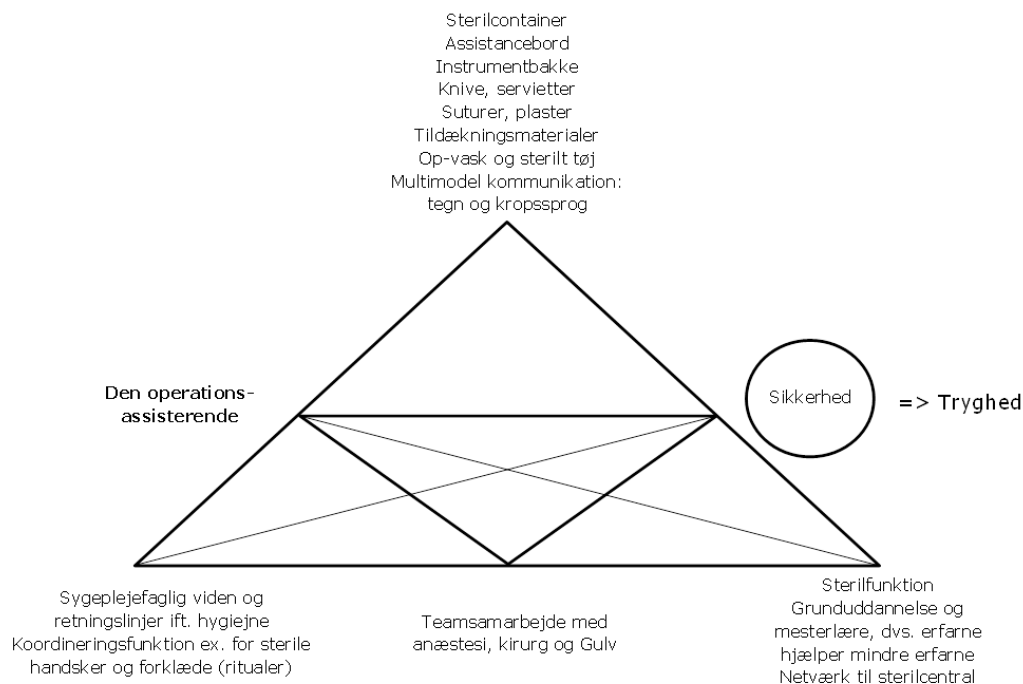 Sterilcontainer
Assistancebord
Instrumentbakke
Knive, servietter
Suturer, plaster
Tildækningsmaterialer
Op-vask og sterilt tøj
Multimodel kommunikation:
tegn og kropssprog
Den operations-
assisterende
Sikkerhed
=> Tryghed
Sygeplejefaglig viden og
retningslinjer ift. hygiejne
Koordineringsfunktion ex. for sterile
handsker og forklæde (ritualer)
Teamsamarbejde med
anæstesi, kirurg og Gulv
Sterilfunktion
Grunduddannelse og
mesterlære, dvs. erfarne
hjælper mindre erfarne
Netværk til sterilcentral